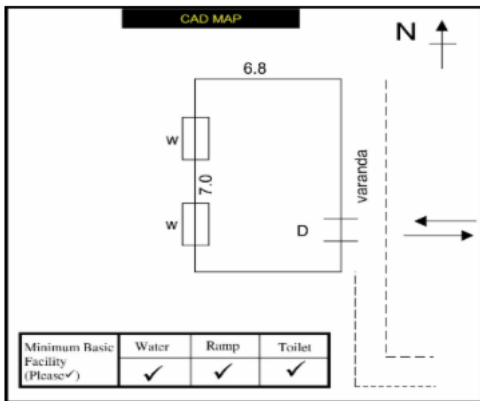 CAD MAP
N
6.8
w
7.0
varanda
w
D
Minimum Basic Facility (Please✓) Water Ramp Toilet
✓ ✓ ✓